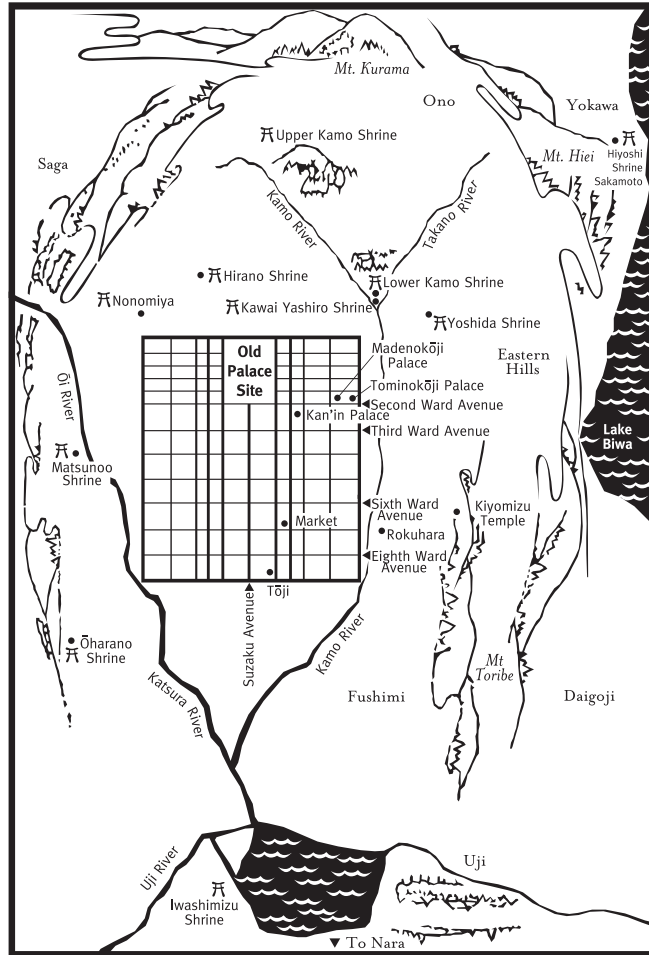 Mt. Kurama
Ono
Yokawa
Upper Kamo Shrine
Mt. Hiei
Hiyoshi
Shrine
Sakamoto
Saga
Kamo River
Takano River
Hirano Shrine
Lower Kamo Shrine
Nonomiya
Kawai Yashiro Shrine
Yoshida Shrine
Old
Palace
Site
Madenokōji
Palace
Eastern
Hills
Tominokōji Palace
Second Ward Avenue
Kan'in Palace
Ōi River
Third Ward Avenue
Lake
Biwa
Matsunoo
Shrine
Sixth Ward
Avenue
Kiyomizu
Temple
Market
Rokuhara
Eighth Ward
Avenue
Tōji
Suzaku Avenue
Kamo River
Ōharano
Shrine
Katsura River
Fushimi
Mt
Toribe
Daigoji
Uji River
Uji
Iwashimizu
Shrine
To Nara